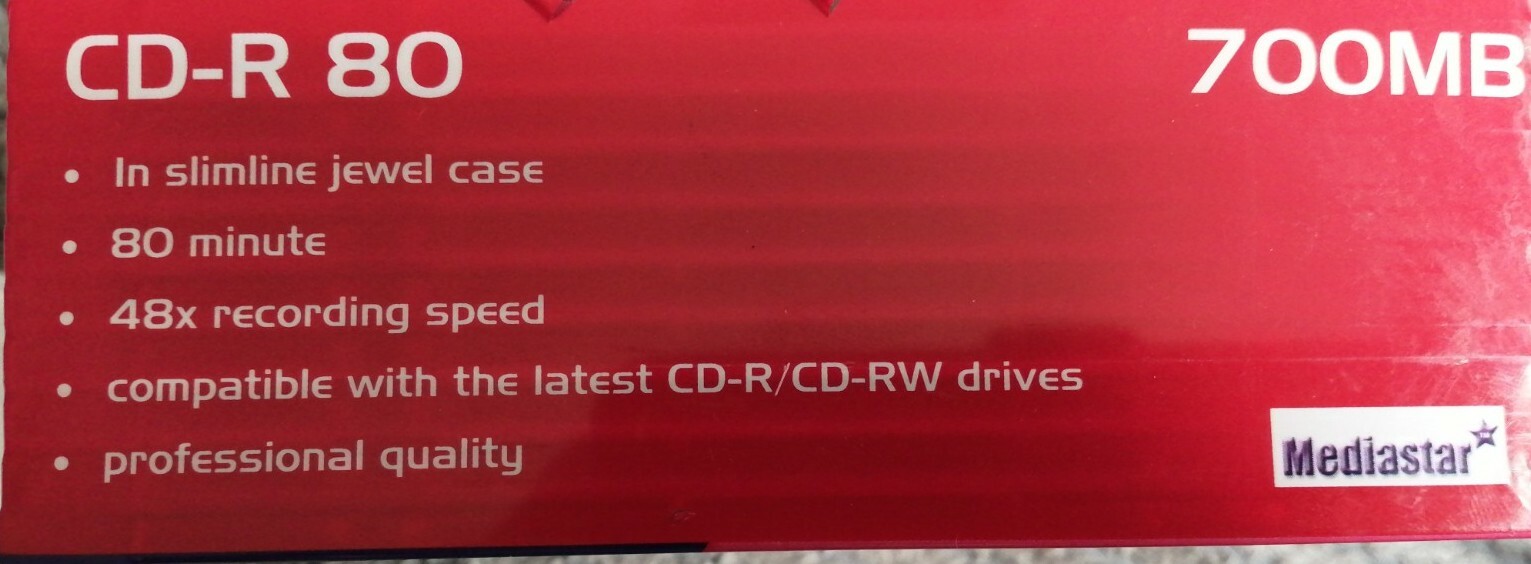 CD-R 80
700MB
• In slimline jewel case
• 80 minute
• 48x recording speed
• compatible with the latest CD-R/CD-RW drives
• professional quality
Mediastar